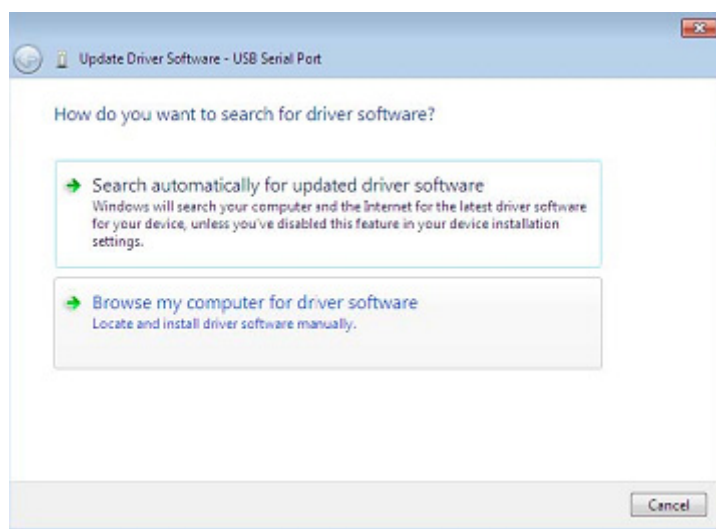 Update Driver Software - USB Serial Port
How do you want to search for driver software?
Search automatically for updated driver software
Windows will search your computer and the Internet for the latest driver software
for your device, unless you've disabled this feature in your device installation
settings.
Browse my computer for driver software
Locate and install driver software manually.
Cancel